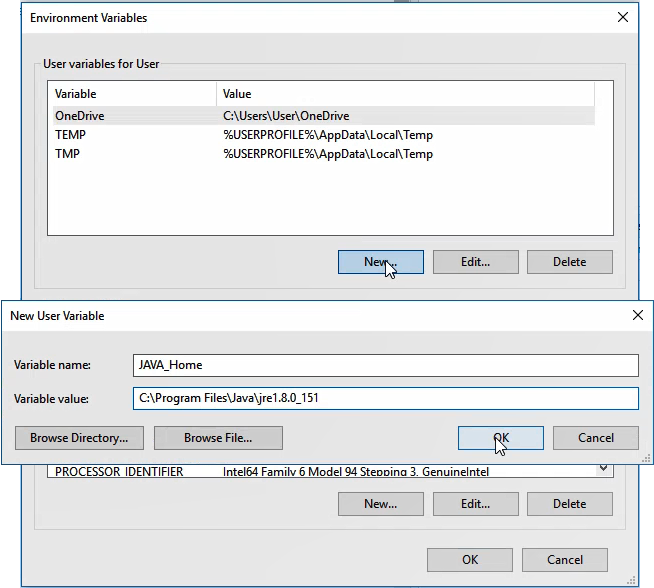 Environment Variables
User variables for User
Variable Value
OneDrive C:\Users\User\OneDrive
TEMP %USERPROFILE%\AppData\Local\Temp
TMP %USERPROFILE%\AppData\Local\Temp
New... Edit... Delete
New User Variable
Variable name: JAVA_Home
Variable value: C:\Program Files\Java\jre1.8.0_151
Browse Directory... Browse File... OK Cancel
PROCESSOR_IDENTIFIER Intel64 Family 6 Model 94 Stepping 3, GenuineIntel
New... Edit... Delete
OK Cancel